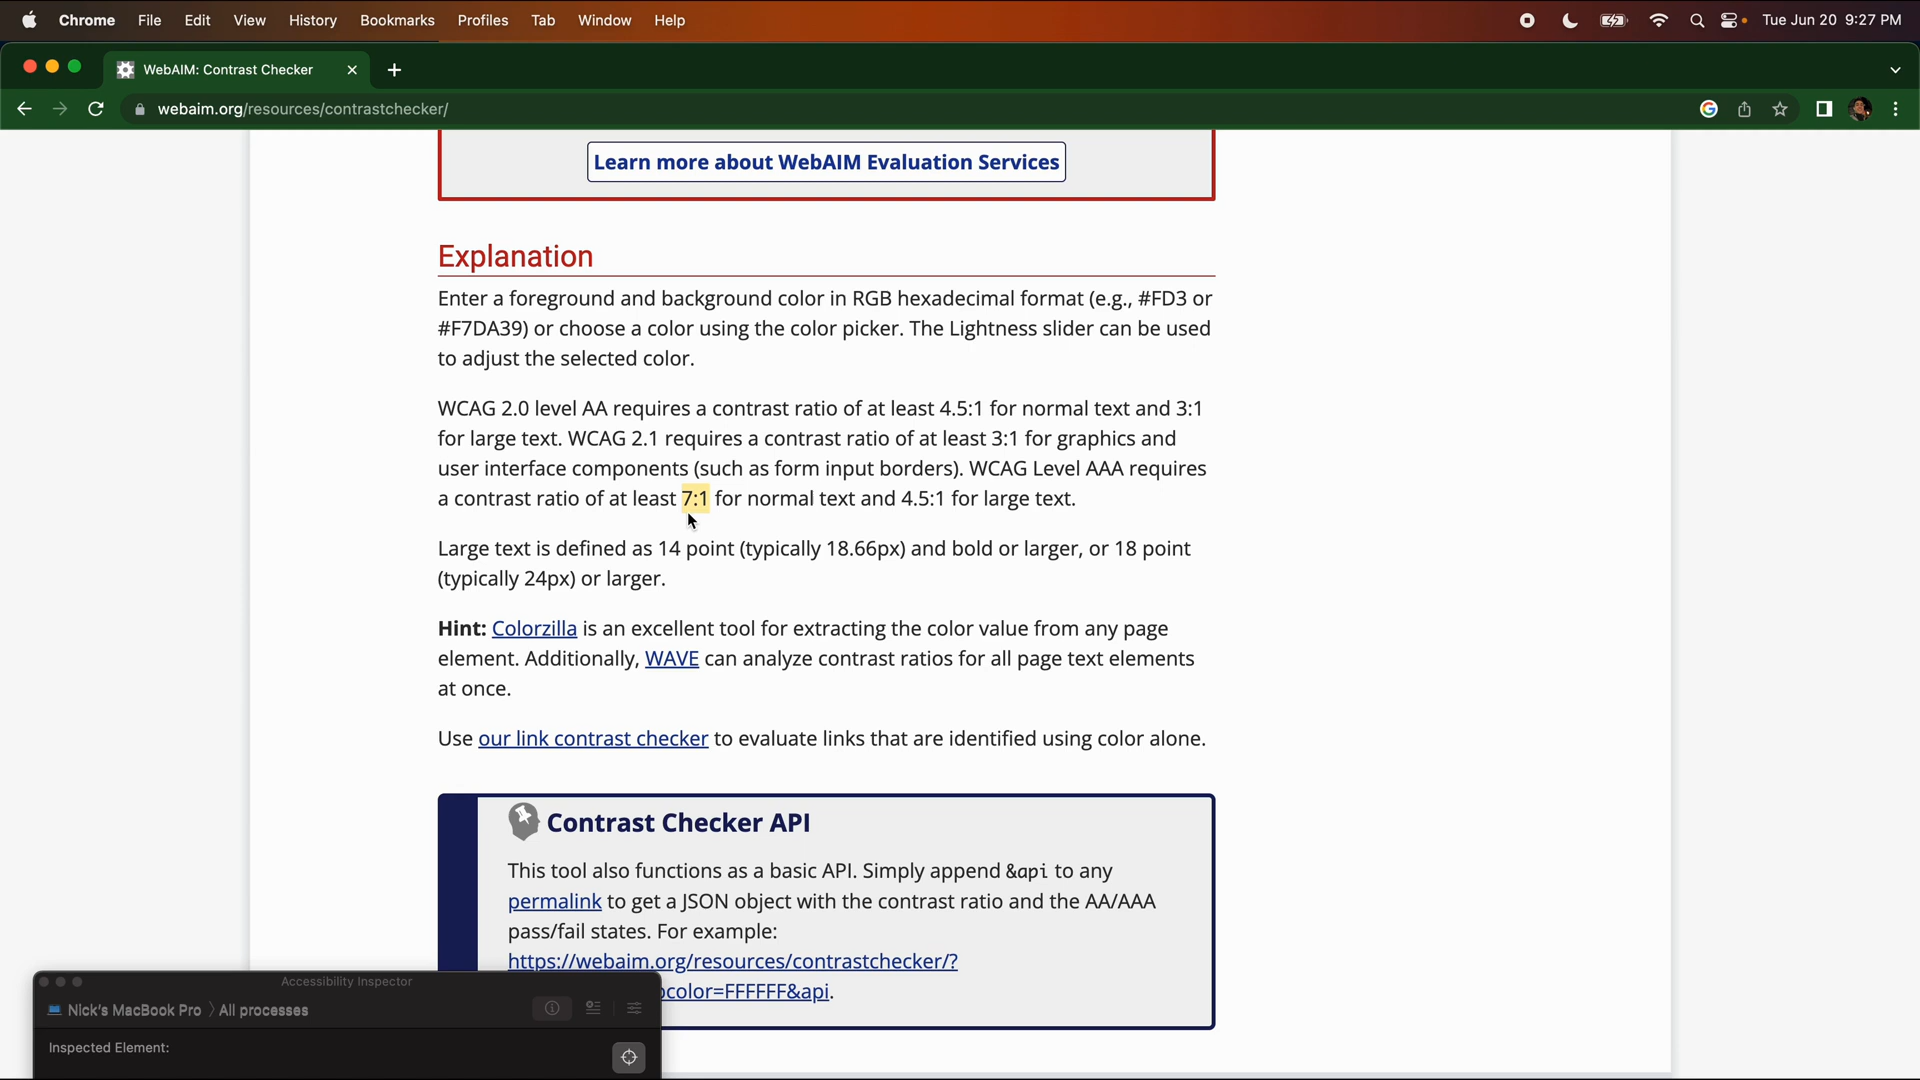 Chrome File Edit View History Bookmarks Profiles Tab Window Help Tue Jun 20 9:27 PM
WebAIM: Contrast Checker
webaim.org/resources/contrastchecker/
Learn more about WebAIM Evaluation Services
Explanation
Enter a foreground and background color in RGB hexadecimal format (e.g., #FD3 or
#F7DA39) or choose a color using the color picker. The Lightness slider can be used
to adjust the selected color.
WCAG 2.0 level AA requires a contrast ratio of at least 4.5:1 for normal text and 3:1
for large text. WCAG 2.1 requires a contrast ratio of at least 3:1 for graphics and
user interface components (such as form input borders). WCAG Level AAA requires
a contrast ratio of at least 7:1 for normal text and 4.5:1 for large text.
Large text is defined as 14 point (typically 18.66px) and bold or larger, or 18 point
(typically 24px) or larger.
Hint: Colorzilla is an excellent tool for extracting the color value from any page
element. Additionally, WAVE can analyze contrast ratios for all page text elements
at once.
Use our link contrast checker to evaluate links that are identified using color alone.
Contrast Checker API
This tool also functions as a basic API. Simply append &api to any
permalink to get a JSON object with the contrast ratio and the AA/AAA
pass/fail states. For example:
https://webaim.org/resources/contrastchecker/?
color=FFFFFF&api.
Accessibility Inspector
Nick's MacBook Pro 〉All processes
Inspected Element: